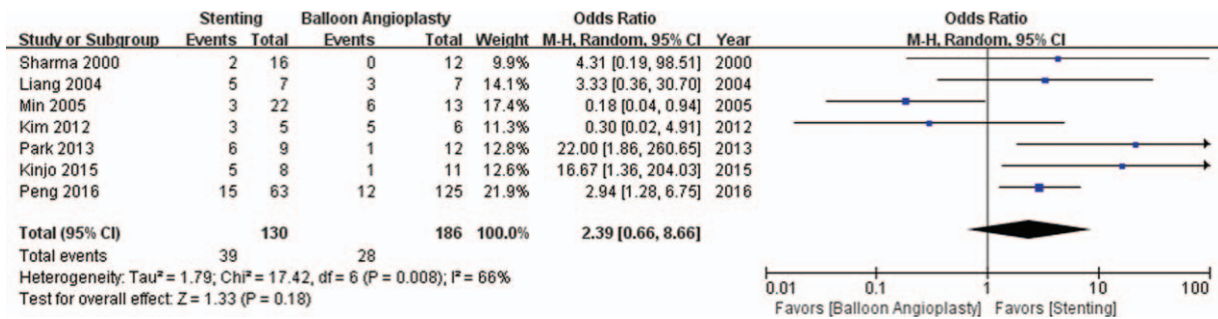 Stenting Balloon Angioplasty Odds Ratio Odds Ratio
Study or Subgroup Events Total Events Total Weight M-H, Random, 95% CI Year M-H, Random, 95% CI
Sharma 2000 2 16 0 12 9.9% 4.31 [0.19, 98.51] 2000
Liang 2004 5 7 3 7 14.1% 3.33 [0.36, 30.70] 2004
Min 2005 3 22 6 13 17.4% 0.18 [0.04, 0.94] 2005
Kim 2012 3 5 5 6 11.3% 0.30 [0.02, 4.91] 2012
Park 2013 6 9 1 12 12.8% 22.00 [1.86, 260.65] 2013
Kinjo 2015 5 8 1 11 12.6% 16.67 [1.36, 204.03] 2015
Peng 2016 15 63 12 125 21.9% 2.94 [1.28, 6.75] 2016
Total (95% CI) 130 186 100.0% 2.39 [0.66, 8.66]
Total events 39 28
Heterogeneity: Tau² = 1.79; Chi² = 17.42, df = 6 (P = 0.008); I² = 66%
Test for overall effect: Z = 1.33 (P = 0.18)
0.01 0.1 1 10 100
Favors [Balloon Angioplasty] Favors [Stenting]